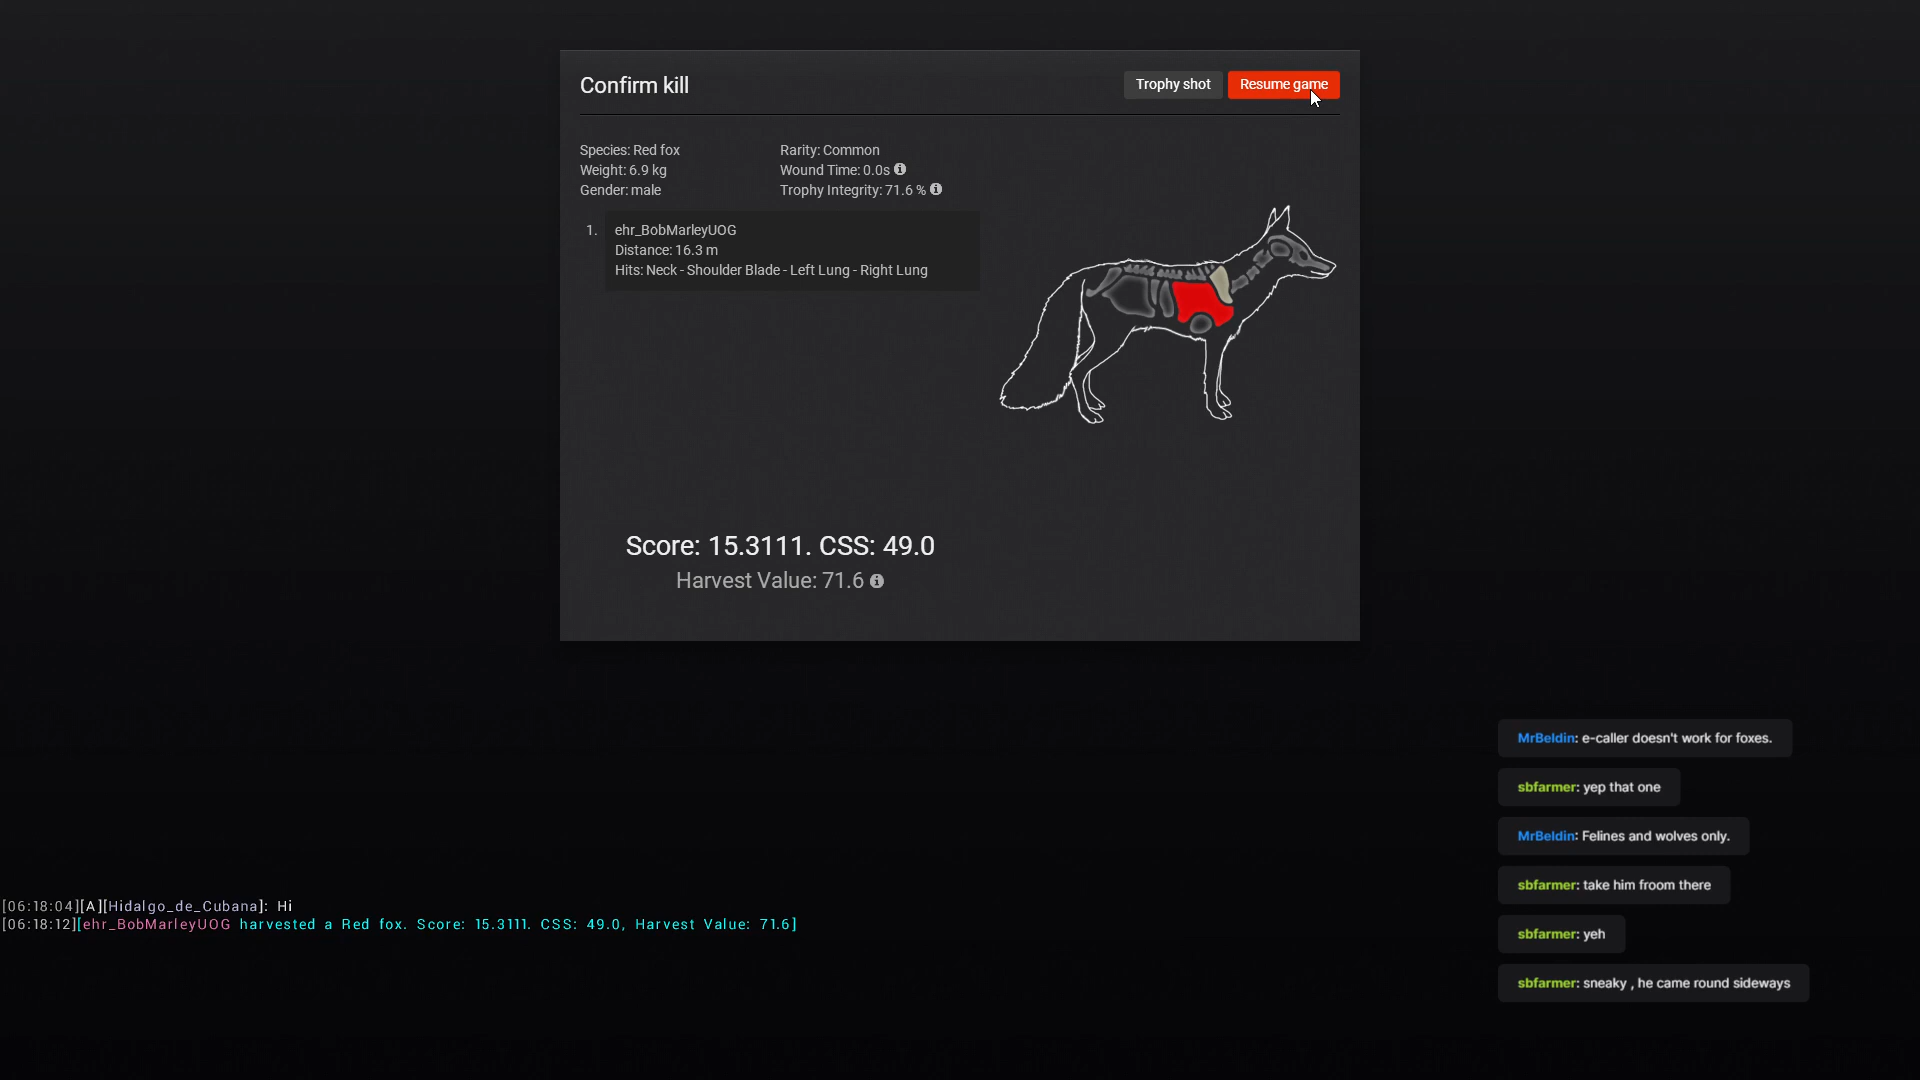 Confirm kill
Trophy shot
Resume game
Species: Red fox
Rarity: Common
Weight: 6.9 kg
Wound Time: 0.0s
Gender: male
Trophy Integrity: 71.6 %
1.
ehr_BobMarleyUOG
Distance: 16.3 m
Hits: Neck - Shoulder Blade - Left Lung - Right Lung
Score: 15.3111. CSS: 49.0
Harvest Value: 71.6
MrBeldin: e-caller doesn't work for foxes.
sbfarmer: yep that one
MrBeldin: Felines and wolves only.
sbfarmer: take him froom there
sbfarmer: yeh
sbfarmer: sneaky , he came round sideways
[06:18:04][A][Hidalgo_de_Cubana]: Hi
[06:18:12][ehr_BobMarleyUOG harvested a Red fox. Score: 15.3111. CSS: 49.0, Harvest Value: 71.6]